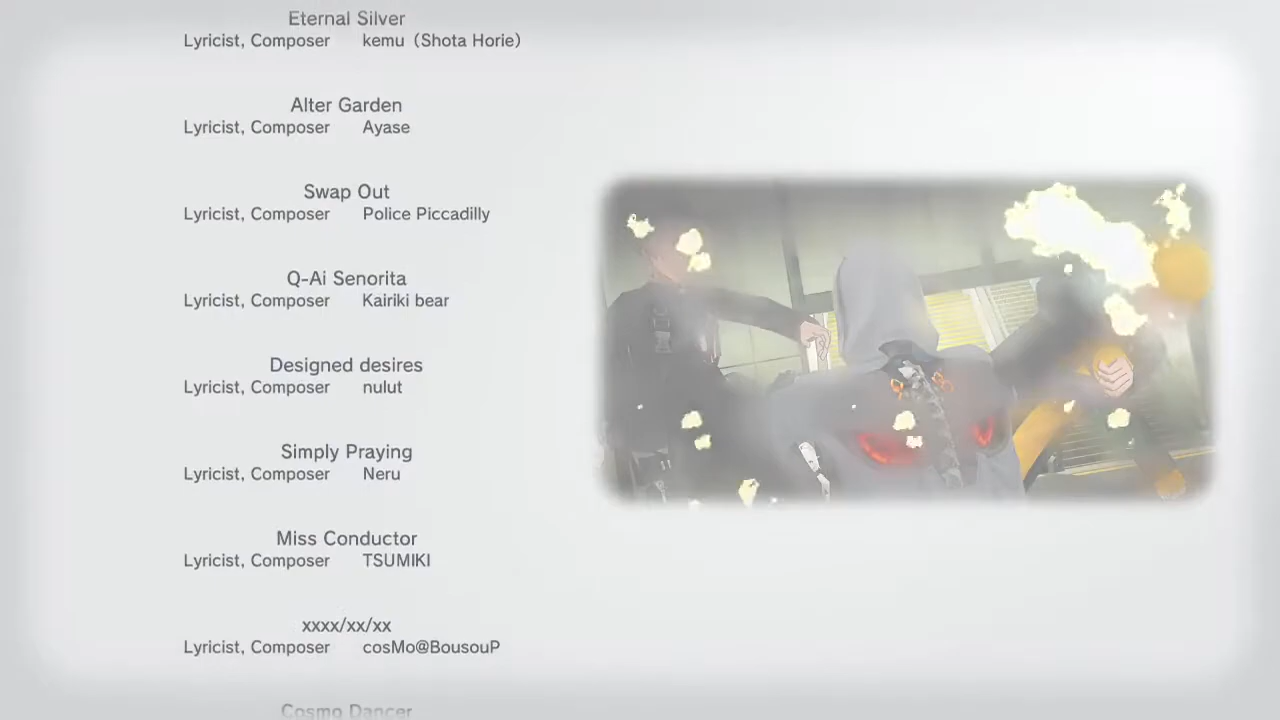 Eternal Silver
Lyricist, Composer kemu (Shota Horie)
Alter Garden
Lyricist, Composer Ayase
Swap Out
Lyricist, Composer Police Piccadilly
Q-Ai Senorita
Lyricist, Composer Kairiki bear
Designed desires
Lyricist, Composer nulut
Simply Praying
Lyricist, Composer Neru
Miss Conductor
Lyricist, Composer TSUMIKI
xxxx/xx/xx
Lyricist, Composer cosMo@BousouP
Cosmo Dancer